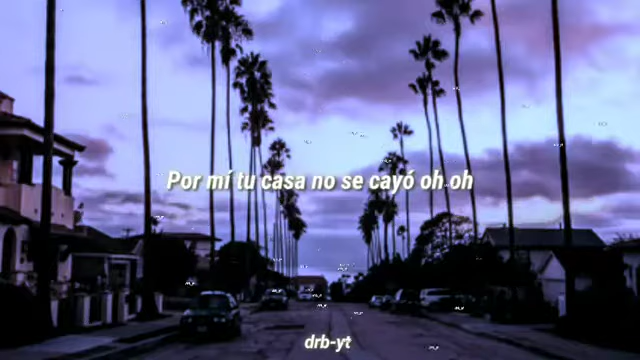 Por mí tu casa no se cayó oh oh
drb-yt